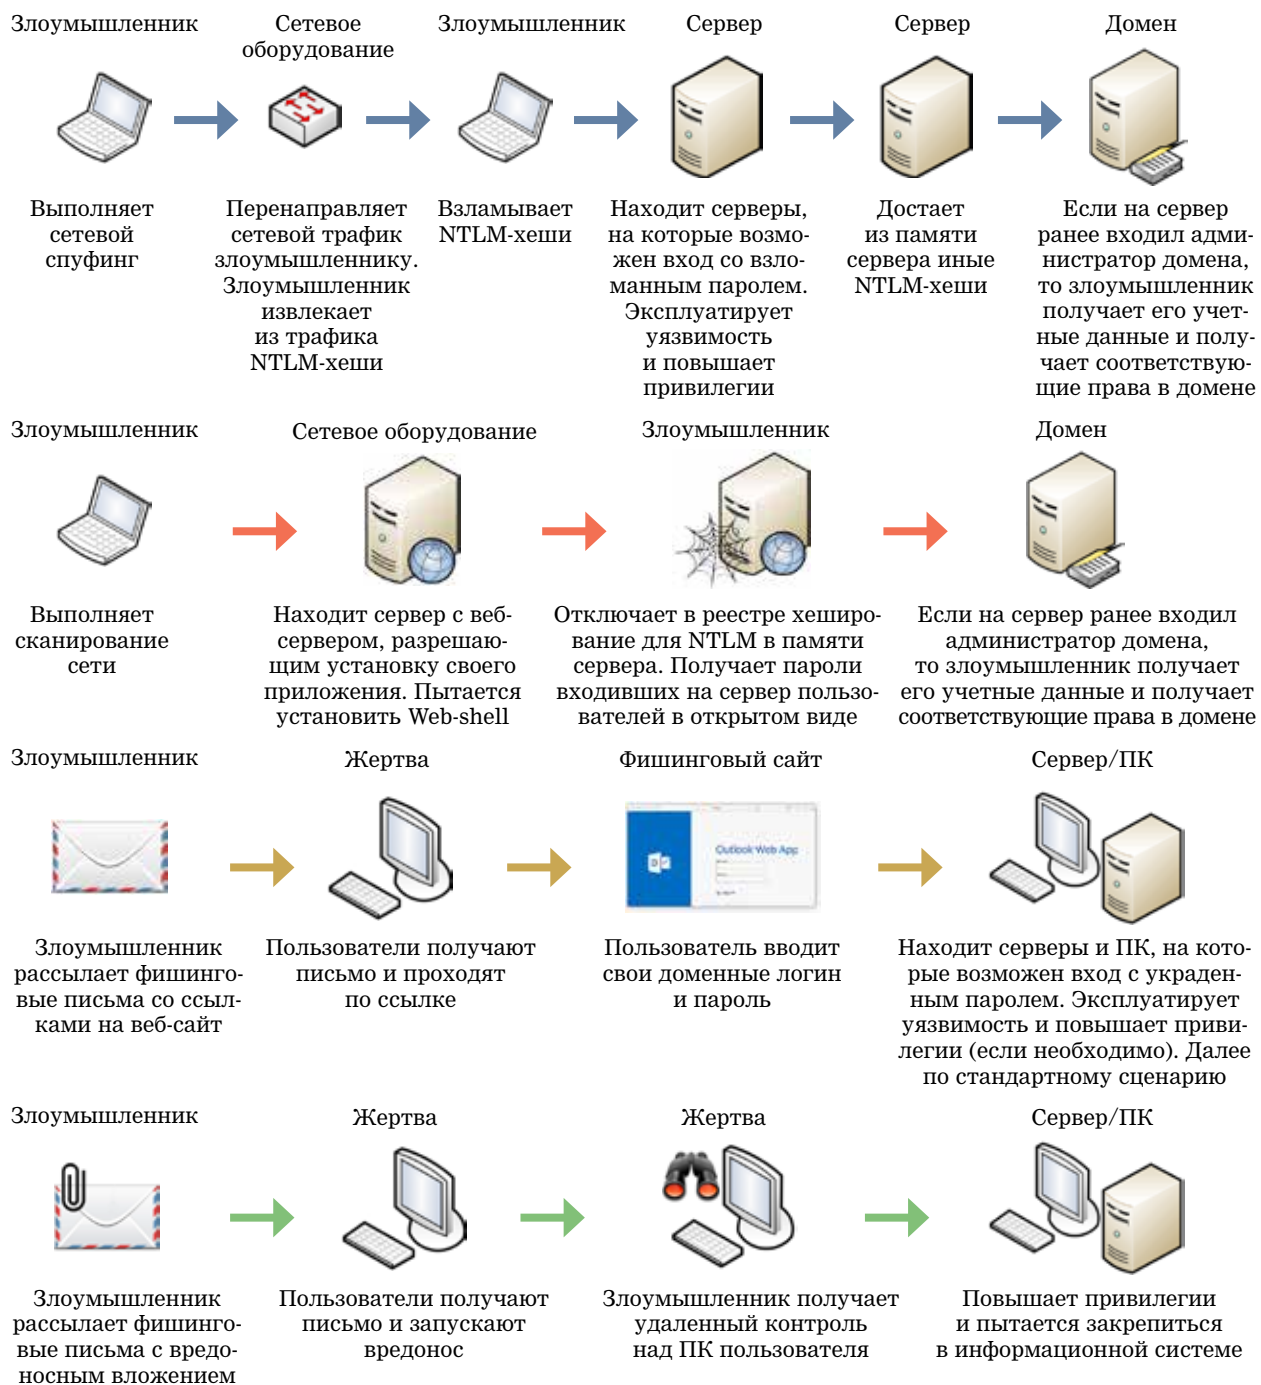 Злоумышленник
Сетевое
оборудование
Злоумышленник
Сервер
Сервер
Домен
Выполняет
сетевой
спуфинг
Перенаправляет
сетевой трафик
злоумышленнику.
Злоумышленник
извлекает
из трафика
NTLM-хеши
Взламывает
NTLM-хеши
Находит серверы,
на которые возмо-
жен вход со взло-
манным паролем.
Эксплуатирует
уязвимость
и повышает
привилегии
Достает
из памяти
сервера иные
NTLM-хеши
Если на сервер
ранее входил адми-
нистратор домена,
то злоумышленник
получает его учет-
ные данные и полу-
чает соответствую-
щие права в домене
Злоумышленник
Сетевое оборудование
Злоумышленник
Домен
Выполняет
сканирование
сети
Находит сервер с веб-
сервером, разрешаю-
щим установку своего
приложения. Пытается
установить Web-shell
Отключает в реестре хеширо-
вание для NTLM в памяти
сервера. Получает пароли
входивших на сервер пользо-
вателей в открытом виде
Если на сервер ранее входил
администратор домена,
то злоумышленник получает
его учетные данные и получает
соответствующие права в домене
Злоумышленник
Жертва
Фишинговый сайт
Сервер/ПК
Outlook Web App
Злоумышленник
рассылает фишинго-
вые письма со ссыл-
ками на веб-сайт
Пользователи получают
письмо и проходят
по ссылке
Пользователь вводит
свои доменные логин
и пароль
Находит серверы и ПК, на кото-
рые возможен вход с украден-
ным паролем. Эксплуатирует
уязвимость и повышает приви-
легии (если необходимо). Далее
по стандартному сценарию
Злоумышленник
Жертва
Жертва
Сервер/ПК
Злоумышленник
рассылает фишинго-
вые письма с вредо-
носным вложением
Пользователи получают
письмо и запускают
вредонос
Злоумышленник получает
удаленный контроль
над ПК пользователя
Повышает привилегии
и пытается закрепиться
в информационной системе